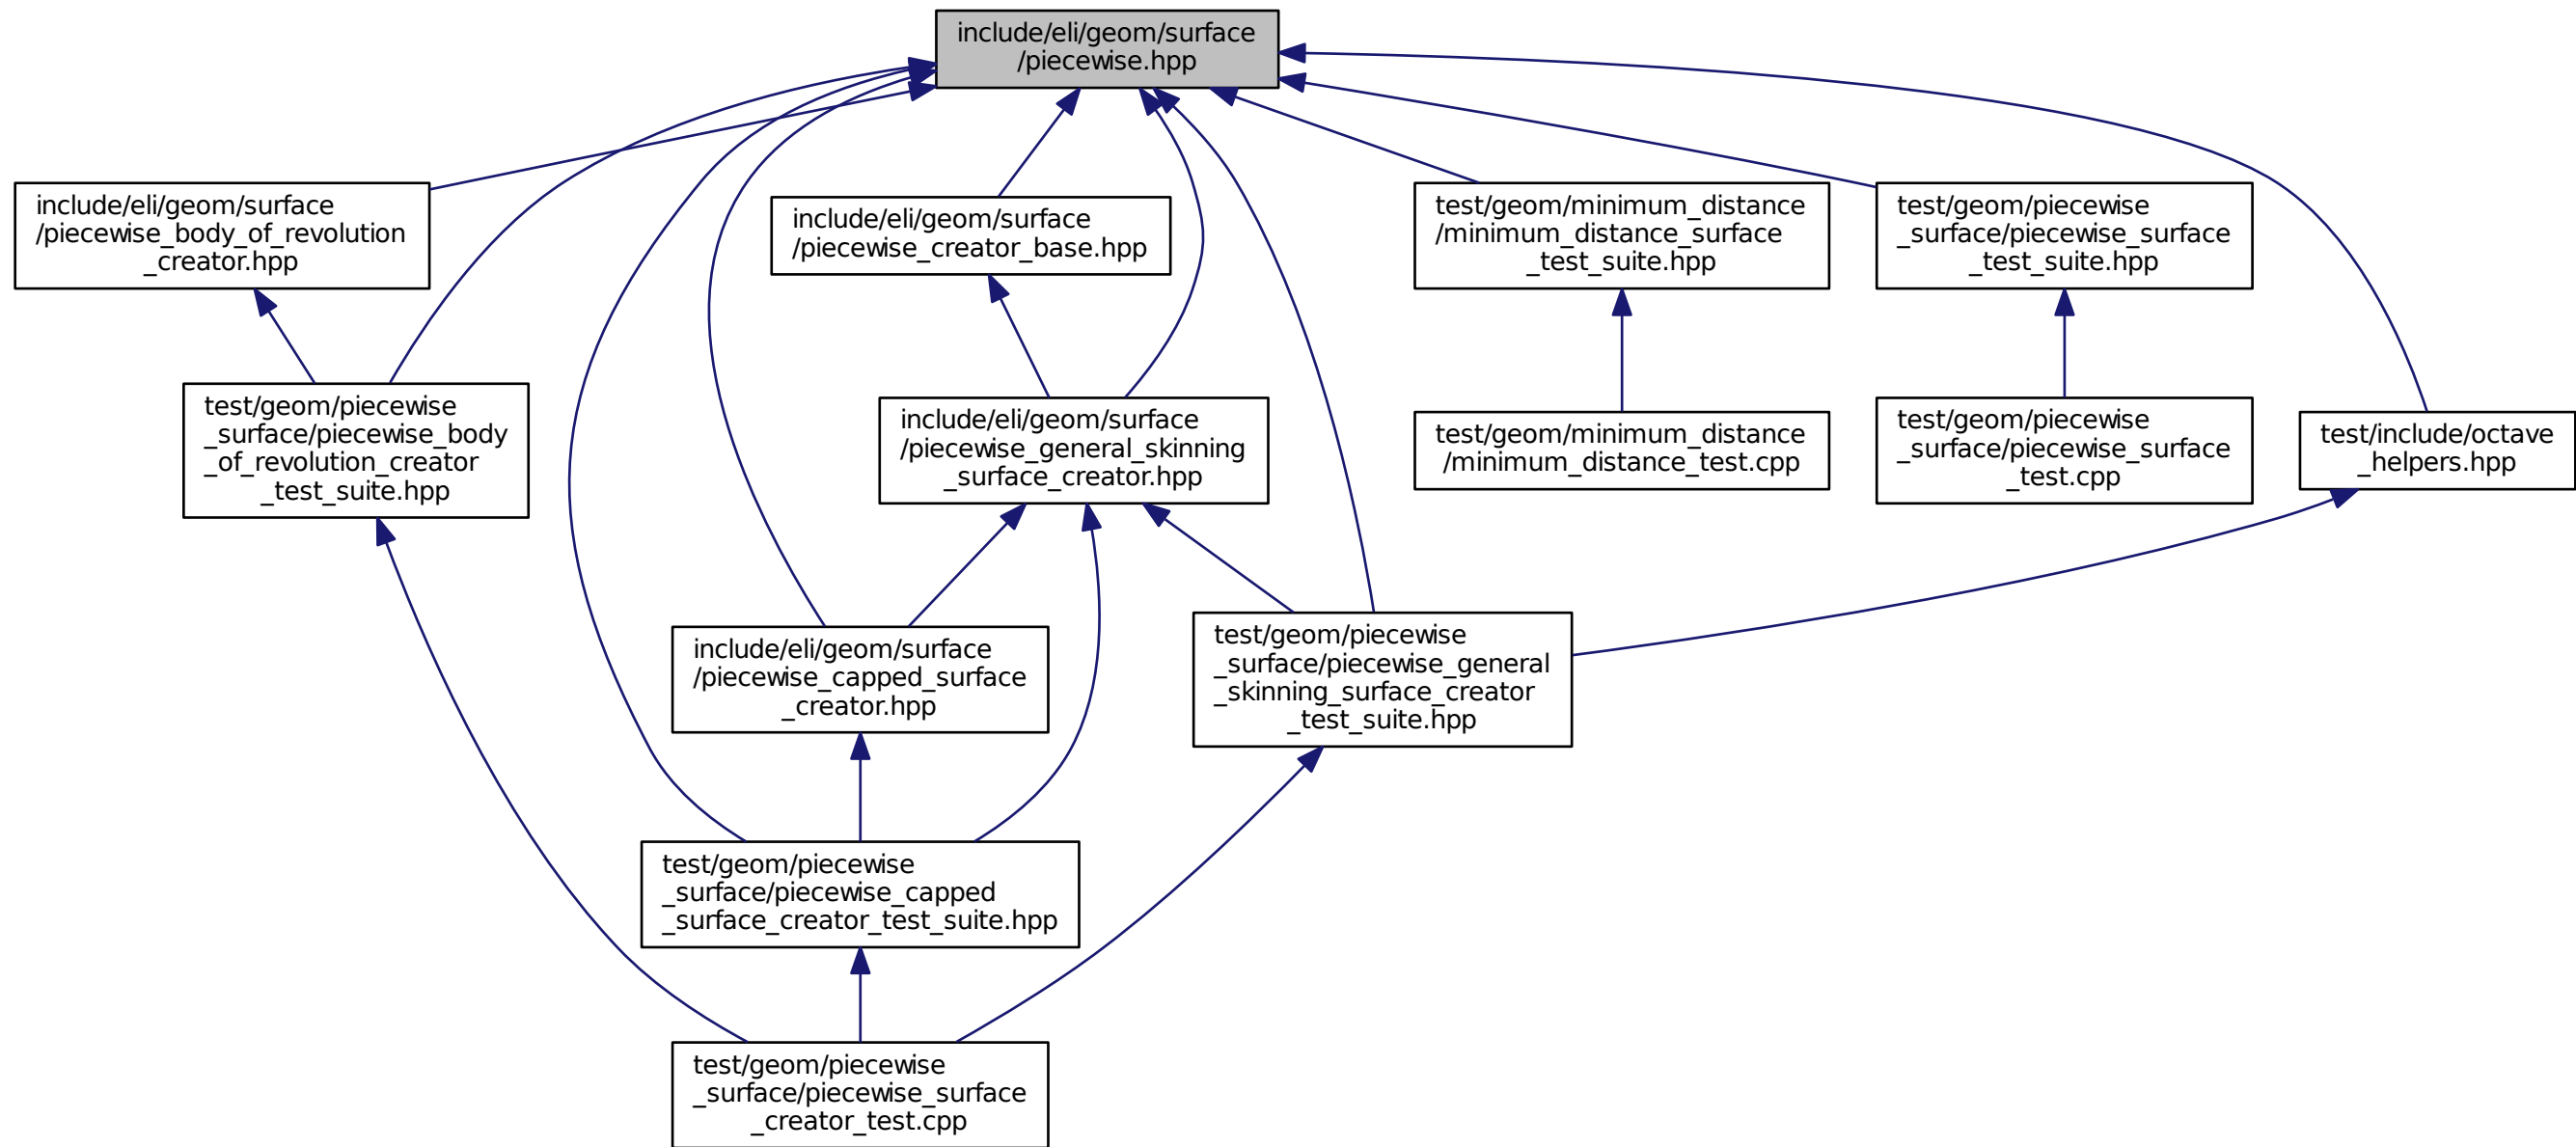 include/eli/geom/surface
/piecewise.hpp
include/eli/geom/surface
/piecewise_body_of_revolution
_creator.hpp
include/eli/geom/surface
/piecewise_creator_base.hpp
test/geom/minimum_distance
/minimum_distance_surface
_test_suite.hpp
test/geom/piecewise
_surface/piecewise_surface
_test_suite.hpp
test/geom/piecewise
_surface/piecewise_body
_of_revolution_creator
_test_suite.hpp
include/eli/geom/surface
/piecewise_general_skinning
_surface_creator.hpp
test/geom/minimum_distance
/minimum_distance_test.cpp
test/geom/piecewise
_surface/piecewise_surface
_test.cpp
test/include/octave
_helpers.hpp
include/eli/geom/surface
/piecewise_capped_surface
_creator.hpp
test/geom/piecewise
_surface/piecewise_general
_skinning_surface_creator
_test_suite.hpp
test/geom/piecewise
_surface/piecewise_capped
_surface_creator_test_suite.hpp
test/geom/piecewise
_surface/piecewise_surface
_creator_test.cpp